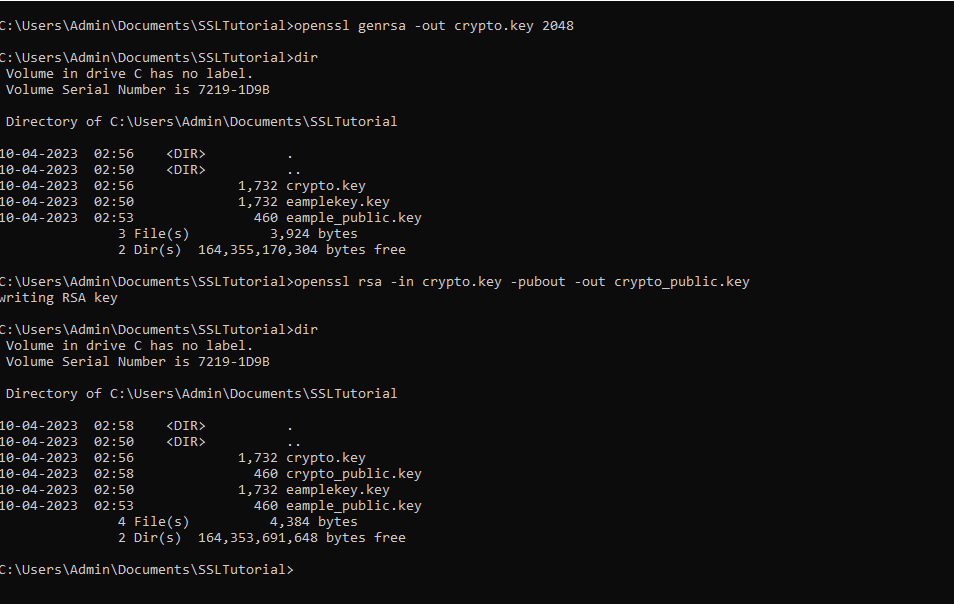 C:\Users\Admin\Documents\SSLTutorial>openssl genrsa -out crypto.key 2048
C:\Users\Admin\Documents\SSLTutorial>dir
Volume in drive C has no label.
Volume Serial Number is 7219-1D9B
Directory of C:\Users\Admin\Documents\SSLTutorial
10-04-2023  02:56    <DIR>          .
10-04-2023  02:50    <DIR>          ..
10-04-2023  02:56             1,732 crypto.key
10-04-2023  02:50             1,732 eamplekey.key
10-04-2023  02:53               460 eample_public.key
3 File(s)          3,924 bytes
2 Dir(s)  164,355,170,304 bytes free
C:\Users\Admin\Documents\SSLTutorial>openssl rsa -in crypto.key -pubout -out crypto_public.key
writing RSA key
C:\Users\Admin\Documents\SSLTutorial>dir
Volume in drive C has no label.
Volume Serial Number is 7219-1D9B
Directory of C:\Users\Admin\Documents\SSLTutorial
10-04-2023  02:58    <DIR>          .
10-04-2023  02:50    <DIR>          ..
10-04-2023  02:56             1,732 crypto.key
10-04-2023  02:58               460 crypto_public.key
10-04-2023  02:50             1,732 eamplekey.key
10-04-2023  02:53               460 eample_public.key
4 File(s)          4,384 bytes
2 Dir(s)  164,353,691,648 bytes free
C:\Users\Admin\Documents\SSLTutorial>